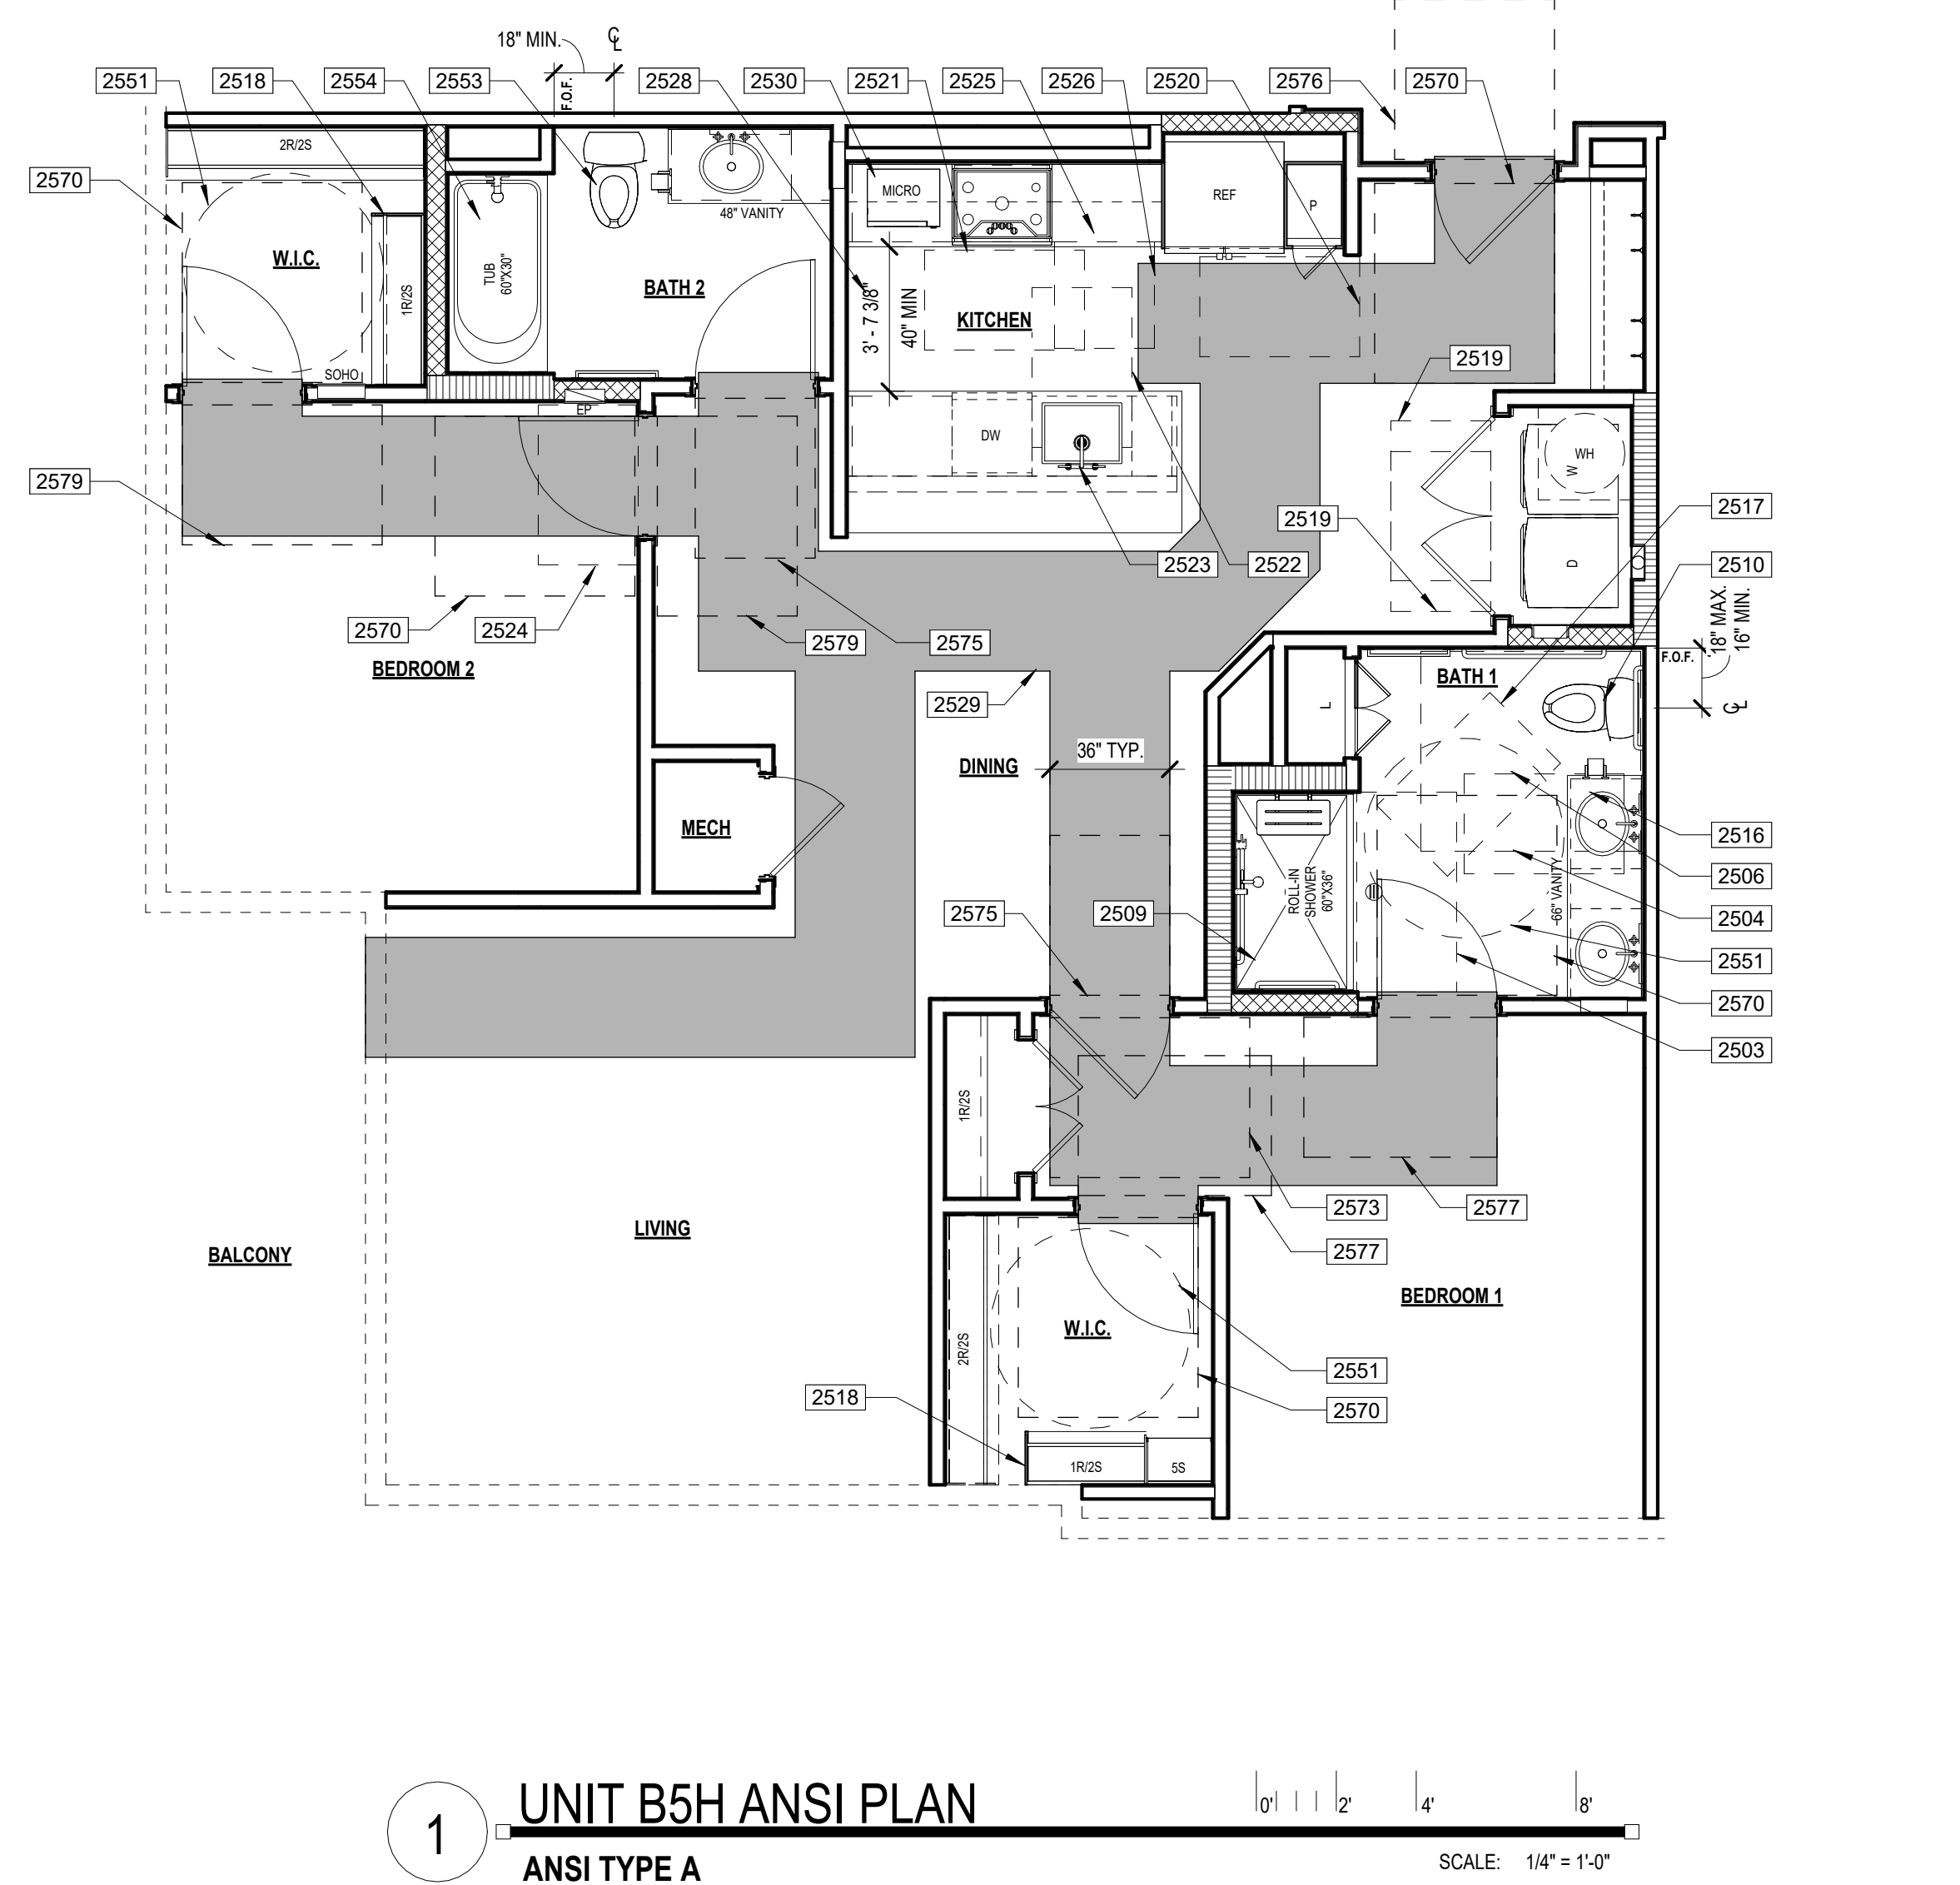 18" MIN.
℄
F.O.F.
2551
2518
2554
2553
2528
2530
2521
2525
2526
2520
2576
2570
2R/2S
2570
W.I.C.
1R/2S
SOHO
TUB
60"X30"
48" VANITY
BATH 2
MICRO
REF
P
3' - 7 3/8"
40" MIN
KITCHEN
2519
EP
DW
WH
W
D
2579
2519
2517
2523
2522
2510
18" MAX.
16" MIN.
F.O.F.
℄
2570
2524
2579
2575
BEDROOM 2
2529
BATH 1
L
36" TYP.
DINING
MECH
ROLL-IN
SHOWER
60"X36"
66" VANITY
2516
2506
2575
2509
2504
2551
2570
2503
1R/2S
2573
2577
2577
LIVING
BALCONY
BEDROOM 1
W.I.C.
2R/2S
2551
2518
2570
1R/2S
5S
1
UNIT B5H ANSI PLAN
0' 2' 4' 8'
ANSI TYPE A
SCALE: 1/4" = 1'-0"